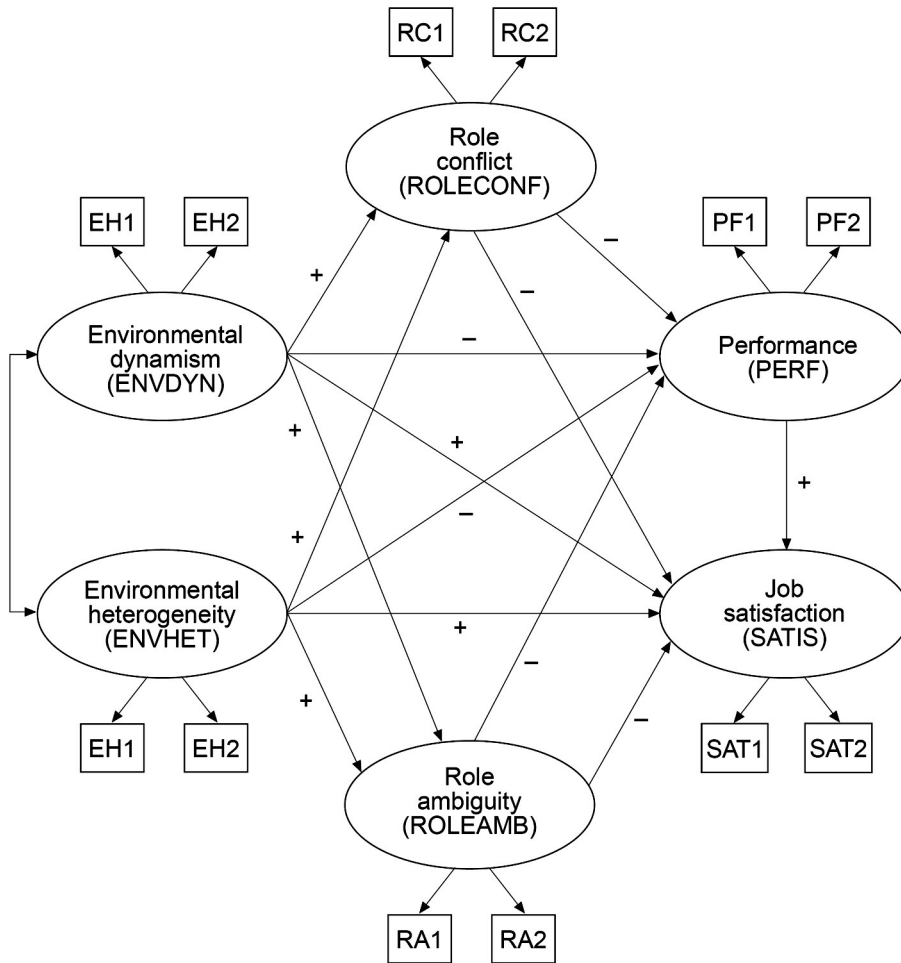 RC1
RC2
Role
conflict
(ROLECONF)
EH1
EH2
PF1
PF2
+
–
–
Environmental
dynamism
(ENVDYN)
–
Performance
(PERF)
+
+
+
–
+
Environmental
heterogeneity
(ENVHET)
+
Job
satisfaction
(SATIS)
+
–
–
EH1
EH2
SAT1
SAT2
Role
ambiguity
(ROLEAMB)
RA1
RA2